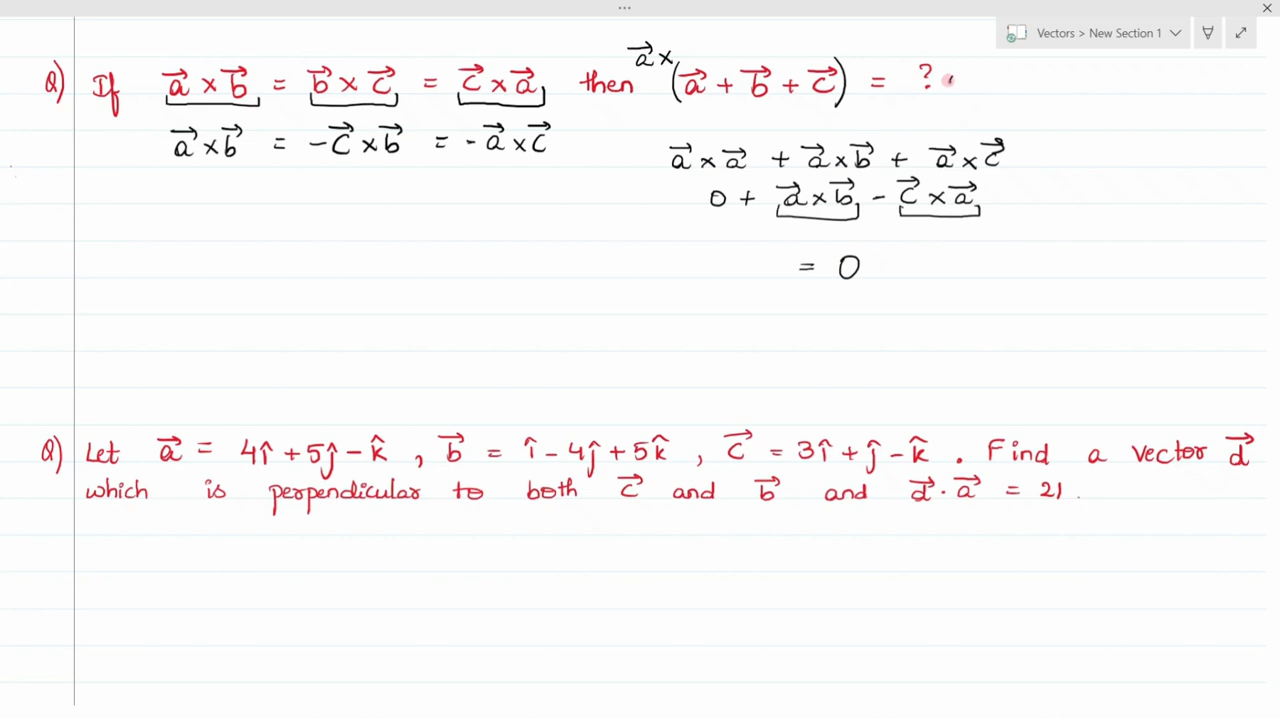 Vectors > New Section 1
Q) If a⃗ × b⃗ = b⃗ × c⃗ = c⃗ × a⃗ then a⃗ × (a⃗ + b⃗ + c⃗) = ?
a⃗ × b⃗ = -c⃗ × b⃗ = -a⃗ × c⃗
a⃗ × a⃗ + a⃗ × b⃗ + a⃗ × c⃗
0 + a⃗ × b⃗ - c⃗ × a⃗
= 0
Q) Let a⃗ = 4î + 5ĵ - k̂ , b⃗ = î - 4ĵ + 5k̂ , c⃗ = 3î + ĵ - k̂ . Find a vector d⃗
which is perpendicular to both c⃗ and b⃗ and d⃗ · a⃗ = 21 .